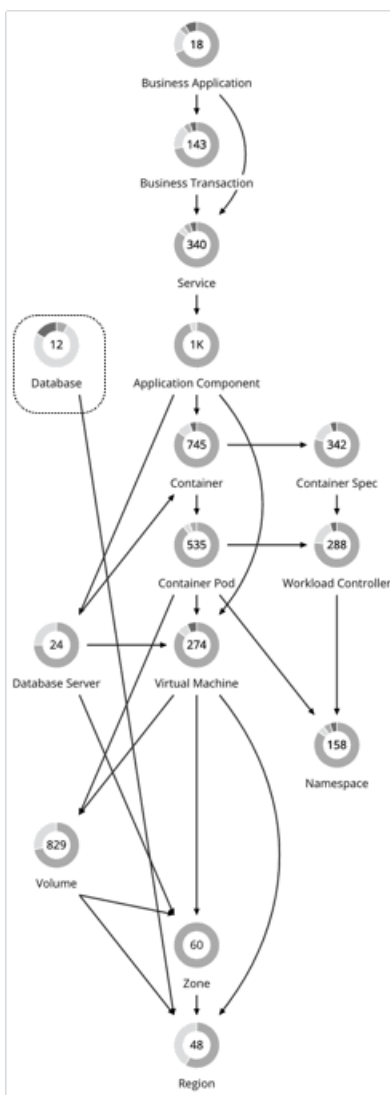 18
Business Application
143
Business Transaction
340
Service
12
Database
1K
Application Component
745
Container
342
Container Spec
535
Container Pod
288
Workload Controller
24
Database Server
274
Virtual Machine
158
Namespace
829
Volume
60
Zone
48
Region